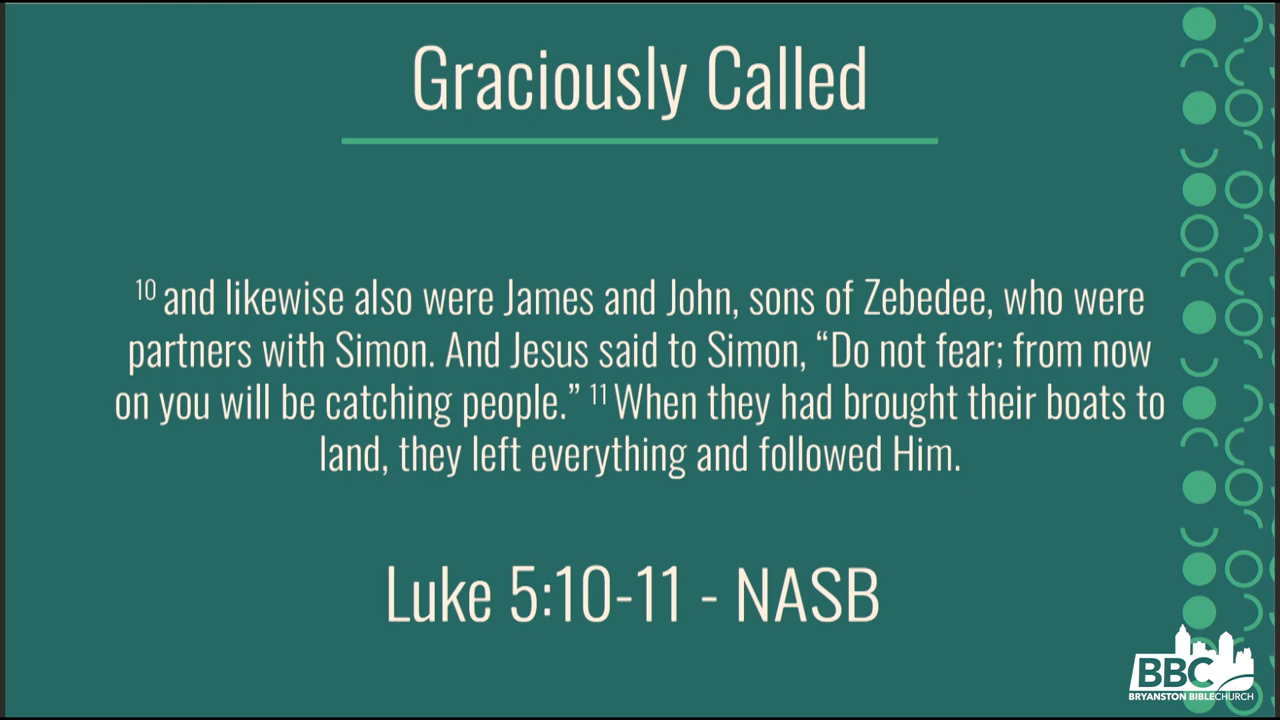 Graciously Called
10 and likewise also were James and John, sons of Zebedee, who were
partners with Simon. And Jesus said to Simon, “Do not fear; from now
on you will be catching people.” 11 When they had brought their boats to
land, they left everything and followed Him.
Luke 5:10-11 - NASB
BBC
BRYANSTON BIBLECHURCH